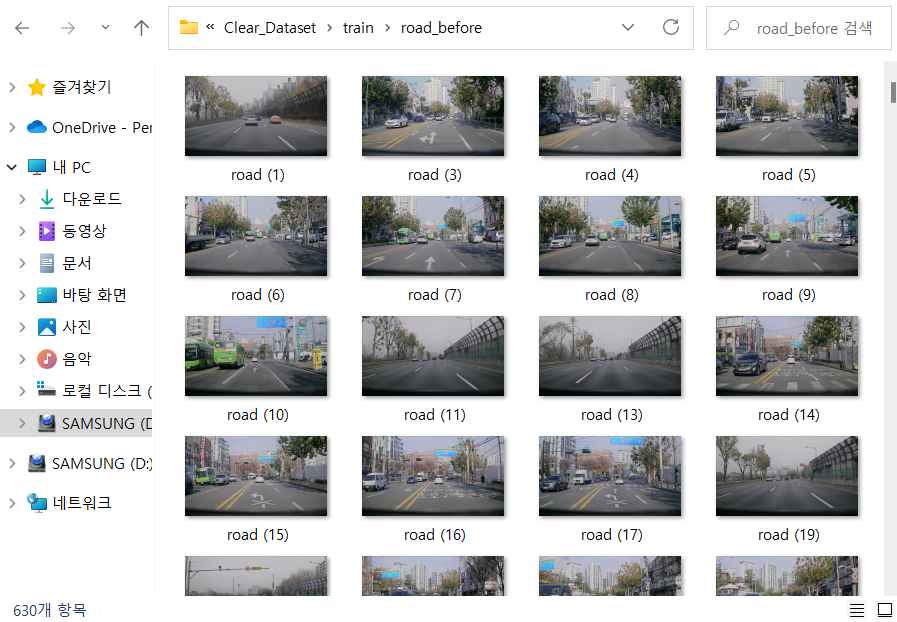 « Clear_Dataset › train › road_before
road_before 검색
즐겨찾기
OneDrive - Per
내 PC
다운로드
동영상
문서
바탕 화면
사진
음악
로컬 디스크 (
SAMSUNG (D
SAMSUNG (D:)
네트워크
road (1)
road (3)
road (4)
road (5)
road (6)
road (7)
road (8)
road (9)
road (10)
road (11)
road (13)
road (14)
road (15)
road (16)
road (17)
road (19)
630개 항목